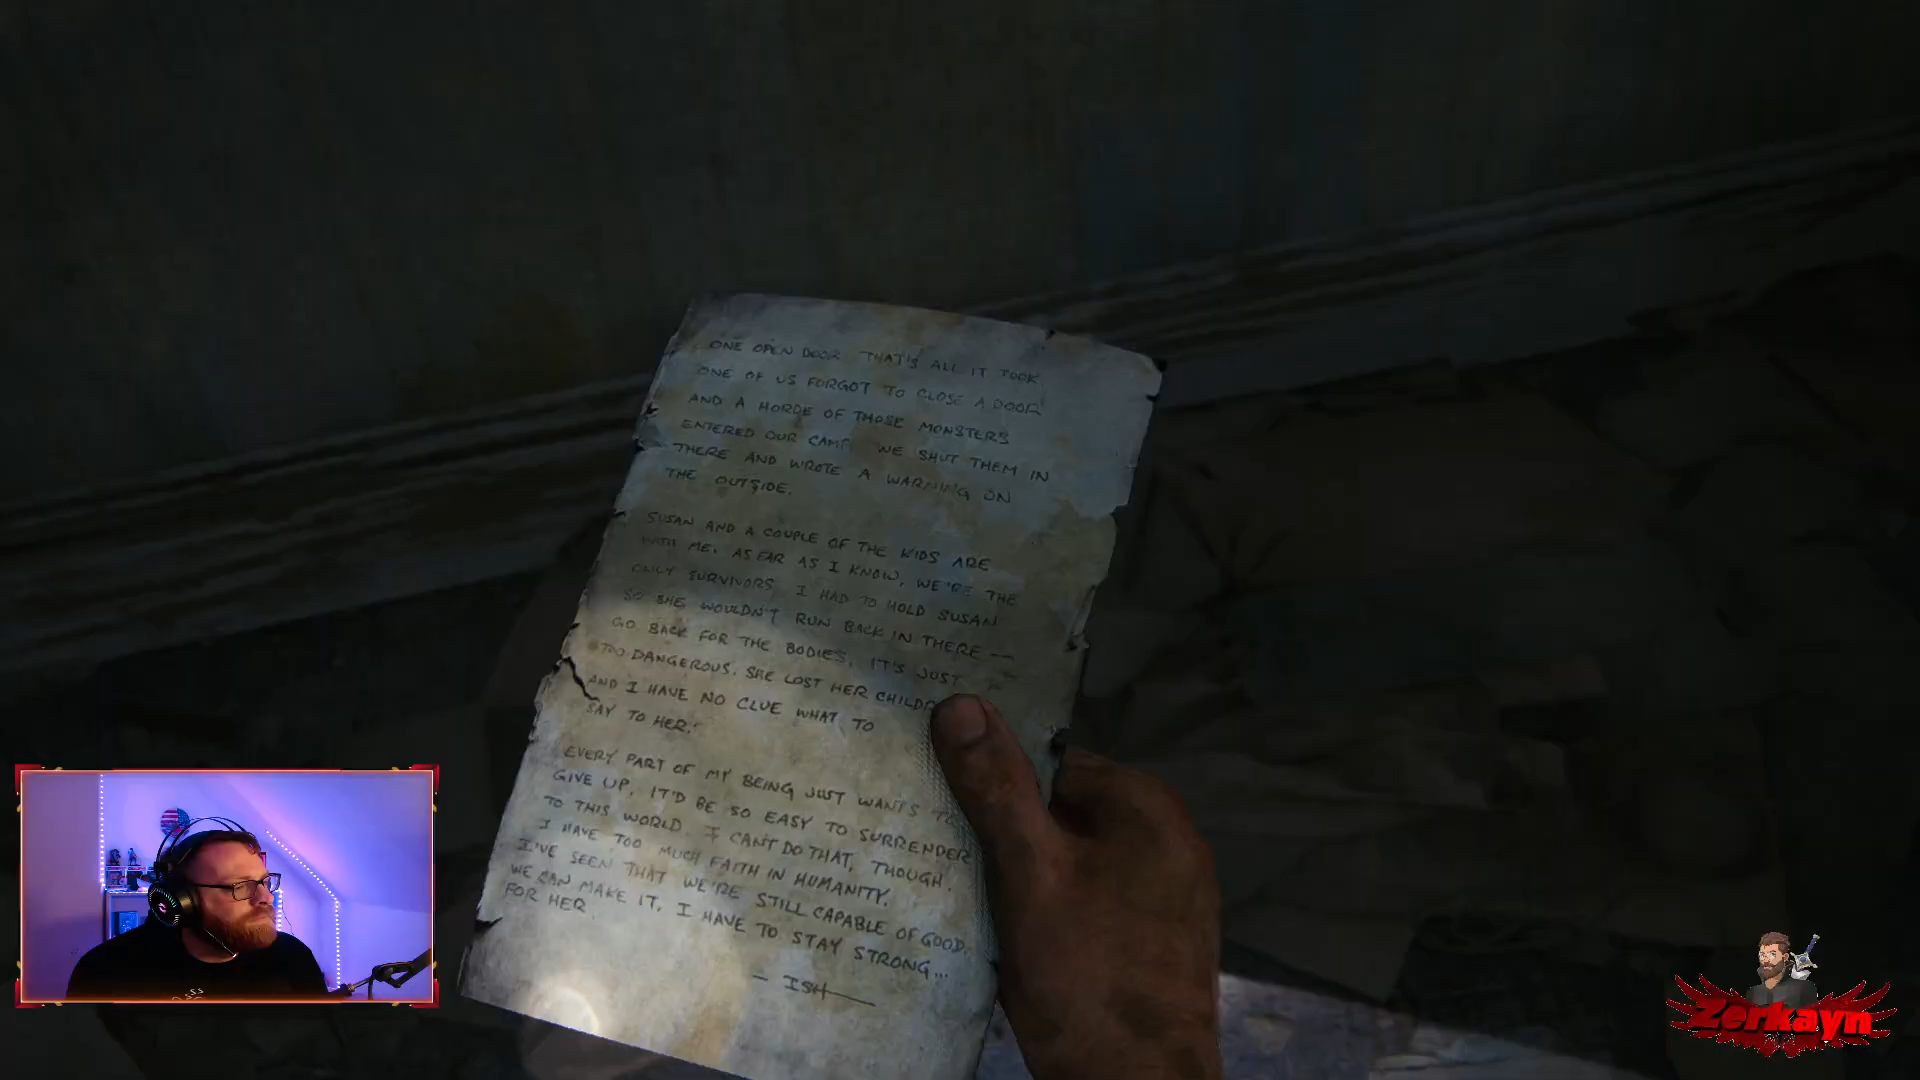 ONE OPEN DOOR THAT'S ALL IT TOOK.
ONE OF US FORGOT TO CLOSE A DOOR
AND A HORDE OF THOSE MONSTERS
ENTERED OUR CAMP. WE SHUT THEM IN
THERE AND WROTE A WARNING ON
THE OUTSIDE.
SUSAN AND A COUPLE OF THE KIDS ARE
WITH ME. AS FAR AS I KNOW, WE'RE THE
ONLY SURVIVORS. I HAD TO HOLD SUSAN
SO SHE WOULDN'T RUN BACK IN THERE --
GO BACK FOR THE BODIES. IT'S JUST
TOO DANGEROUS. SHE LOST HER CHILDR
AND I HAVE NO CLUE WHAT TO
SAY TO HER.
EVERY PART OF MY BEING JUST WANTS TO
GIVE UP. IT'D BE SO EASY TO SURRENDER
TO THIS WORLD. I CAN'T DO THAT, THOUGH.
I HAVE TOO MUCH FAITH IN HUMANITY.
I'VE SEEN THAT WE'RE STILL CAPABLE OF GOOD.
WE CAN MAKE IT. I HAVE TO STAY STRONG...
FOR HER.
- ISH
Zerkayn